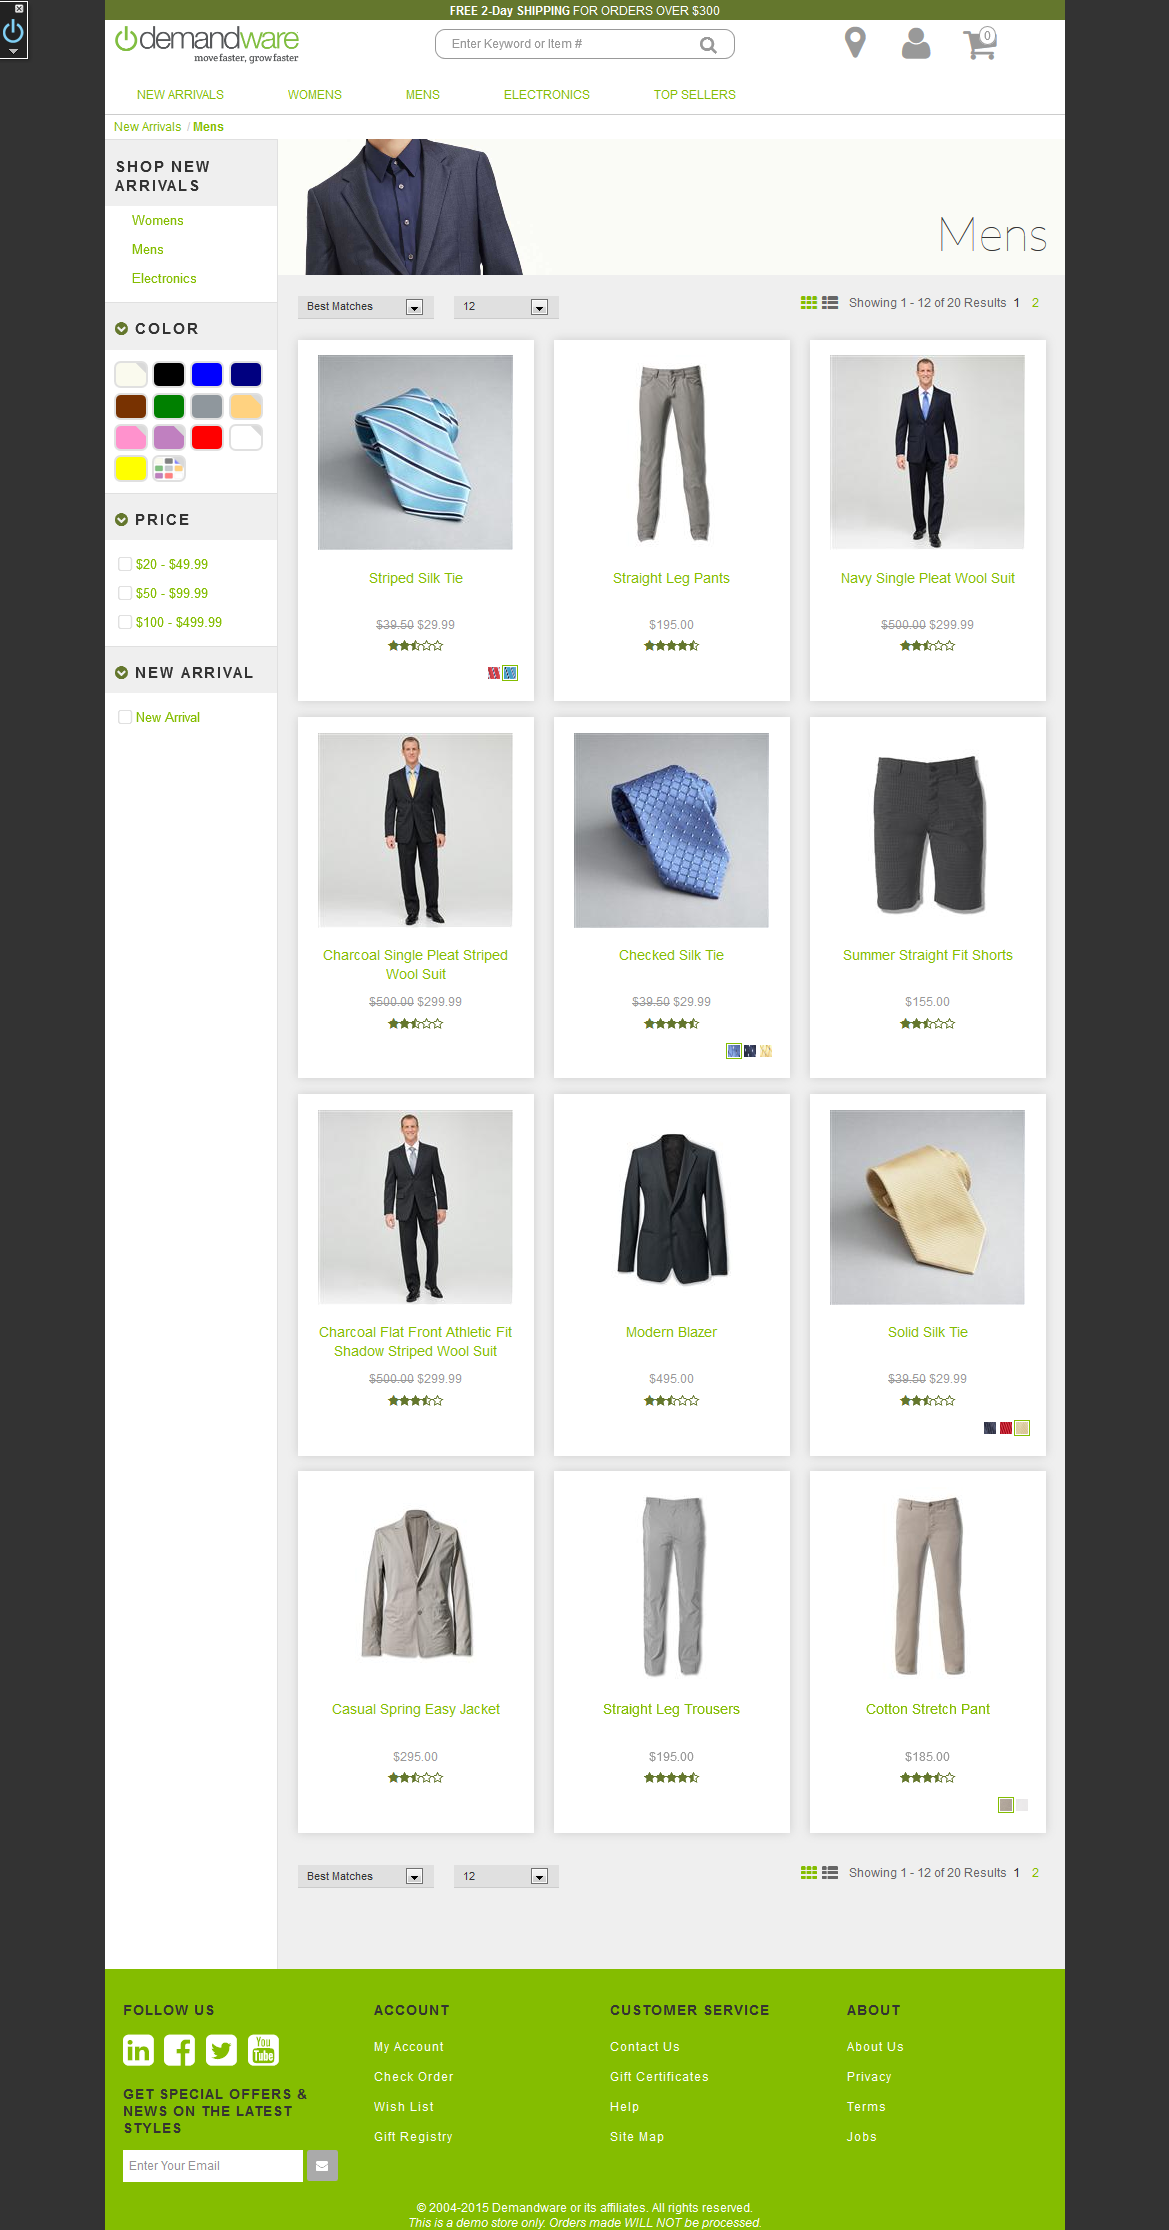 FREE 2-Day SHIPPING FOR ORDERS OVER $300
demandware
move faster, grow faster
Enter Keyword or Item #
0
NEW ARRIVALS WOMENS MENS ELECTRONICS TOP SELLERS
New Arrivals / Mens
SHOP NEW
ARRIVALS
Womens
Mens
Electronics
COLOR
PRICE
$20 - $49.99
$50 - $99.99
$100 - $499.99
NEW ARRIVAL
New Arrival
Mens
Best Matches 12 Showing 1 - 12 of 20 Results 1 2
Striped Silk Tie
$39.50 $29.99
Straight Leg Pants
$195.00
Navy Single Pleat Wool Suit
$500.00 $299.99
Charcoal Single Pleat Striped
Wool Suit
$500.00 $299.99
Checked Silk Tie
$39.50 $29.99
Summer Straight Fit Shorts
$155.00
Charcoal Flat Front Athletic Fit
Shadow Striped Wool Suit
$500.00 $299.99
Modern Blazer
$495.00
Solid Silk Tie
$39.50 $29.99
Casual Spring Easy Jacket
$295.00
Straight Leg Trousers
$195.00
Cotton Stretch Pant
$185.00
Best Matches 12 Showing 1 - 12 of 20 Results 1 2
FOLLOW US
in f You Tube
GET SPECIAL OFFERS &
NEWS ON THE LATEST
STYLES
Enter Your Email
ACCOUNT
My Account
Check Order
Wish List
Gift Registry
CUSTOMER SERVICE
Contact Us
Gift Certificates
Help
Site Map
ABOUT
About Us
Privacy
Terms
Jobs
© 2004-2015 Demandware or its affiliates. All rights reserved.
This is a demo store only. Orders made WILL NOT be processed.